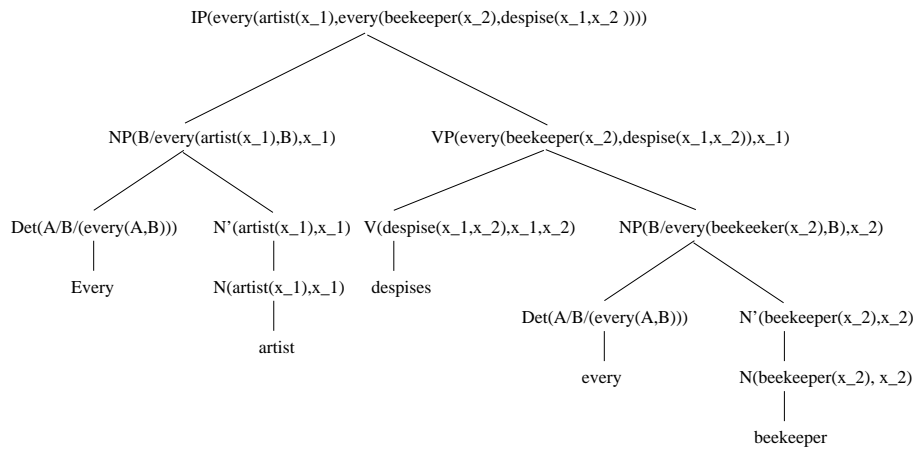 IP(every(artist(x_1),every(beekeeper(x_2),despise(x_1,x_2 ))))
NP(B/every(artist(x_1),B),x_1) VP(every(beekeeper(x_2),despise(x_1,x_2)),x_1)
Det(A/B/(every(A,B))) N'(artist(x_1),x_1) V(despise(x_1,x_2),x_1,x_2) NP(B/every(beekeeker(x_2),B),x_2)
Every N(artist(x_1),x_1) despises
Det(A/B/(every(A,B))) N'(beekeeper(x_2),x_2)
artist
every N(beekeeper(x_2), x_2)
beekeeper